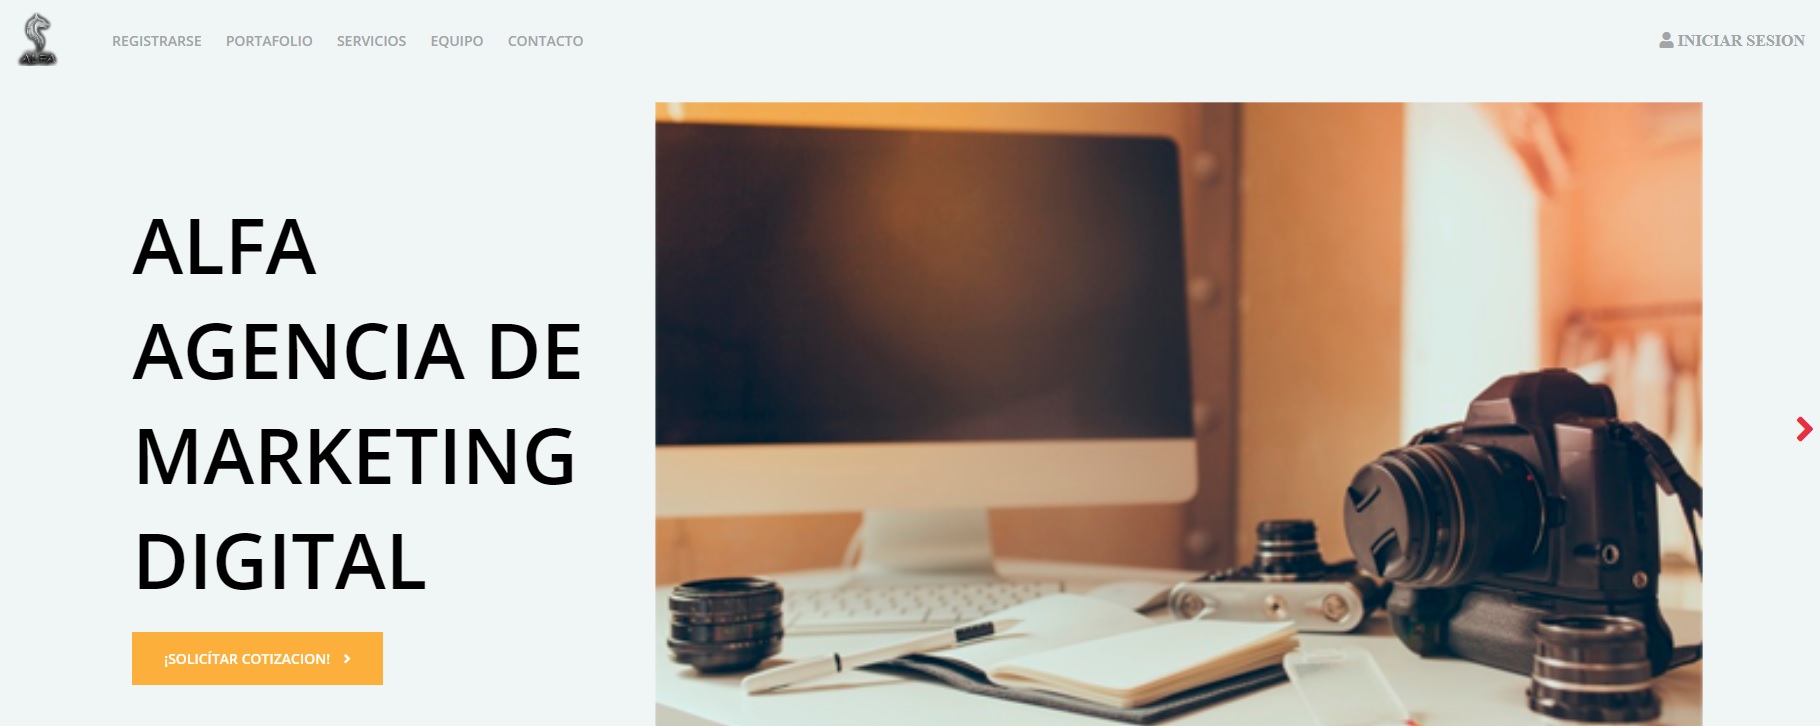 ALFA
REGISTRARSE PORTAFOLIO SERVICIOS EQUIPO CONTACTO
INICIAR SESION
ALFA
AGENCIA DE
MARKETING
DIGITAL
¡SOLICÍTAR COTIZACION!